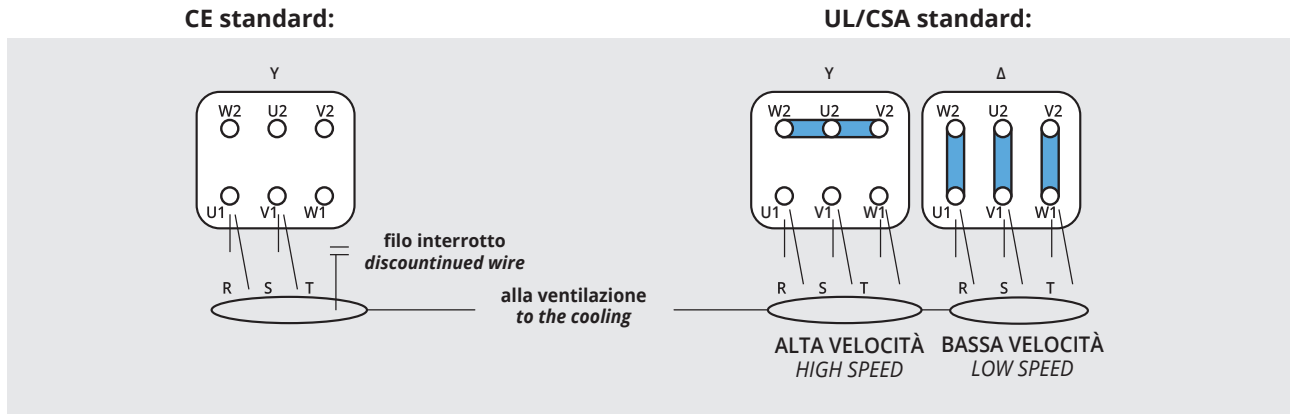 CE standard:
UL/CSA standard:
Y
W2 U2 V2
U1 V1 W1
filo interrotto
discountinued wire
R S T
alla ventilazione
to the cooling
Y
W2 U2 V2
U1 V1 W1
R S T
ALTA VELOCITÀ
HIGH SPEED
Δ
W2 U2 V2
U1 V1 W1
R S T
BASSA VELOCITÀ
LOW SPEED